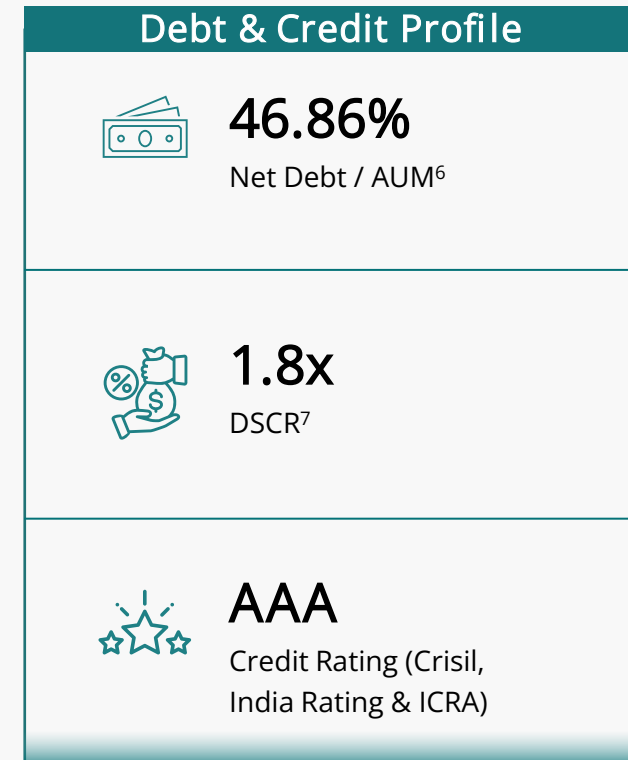 Debt & Credit Profile
46.86%
Net Debt / AUM⁶
1.8x
DSCR⁷
AAA
Credit Rating (Crisil,
India Rating & ICRA)